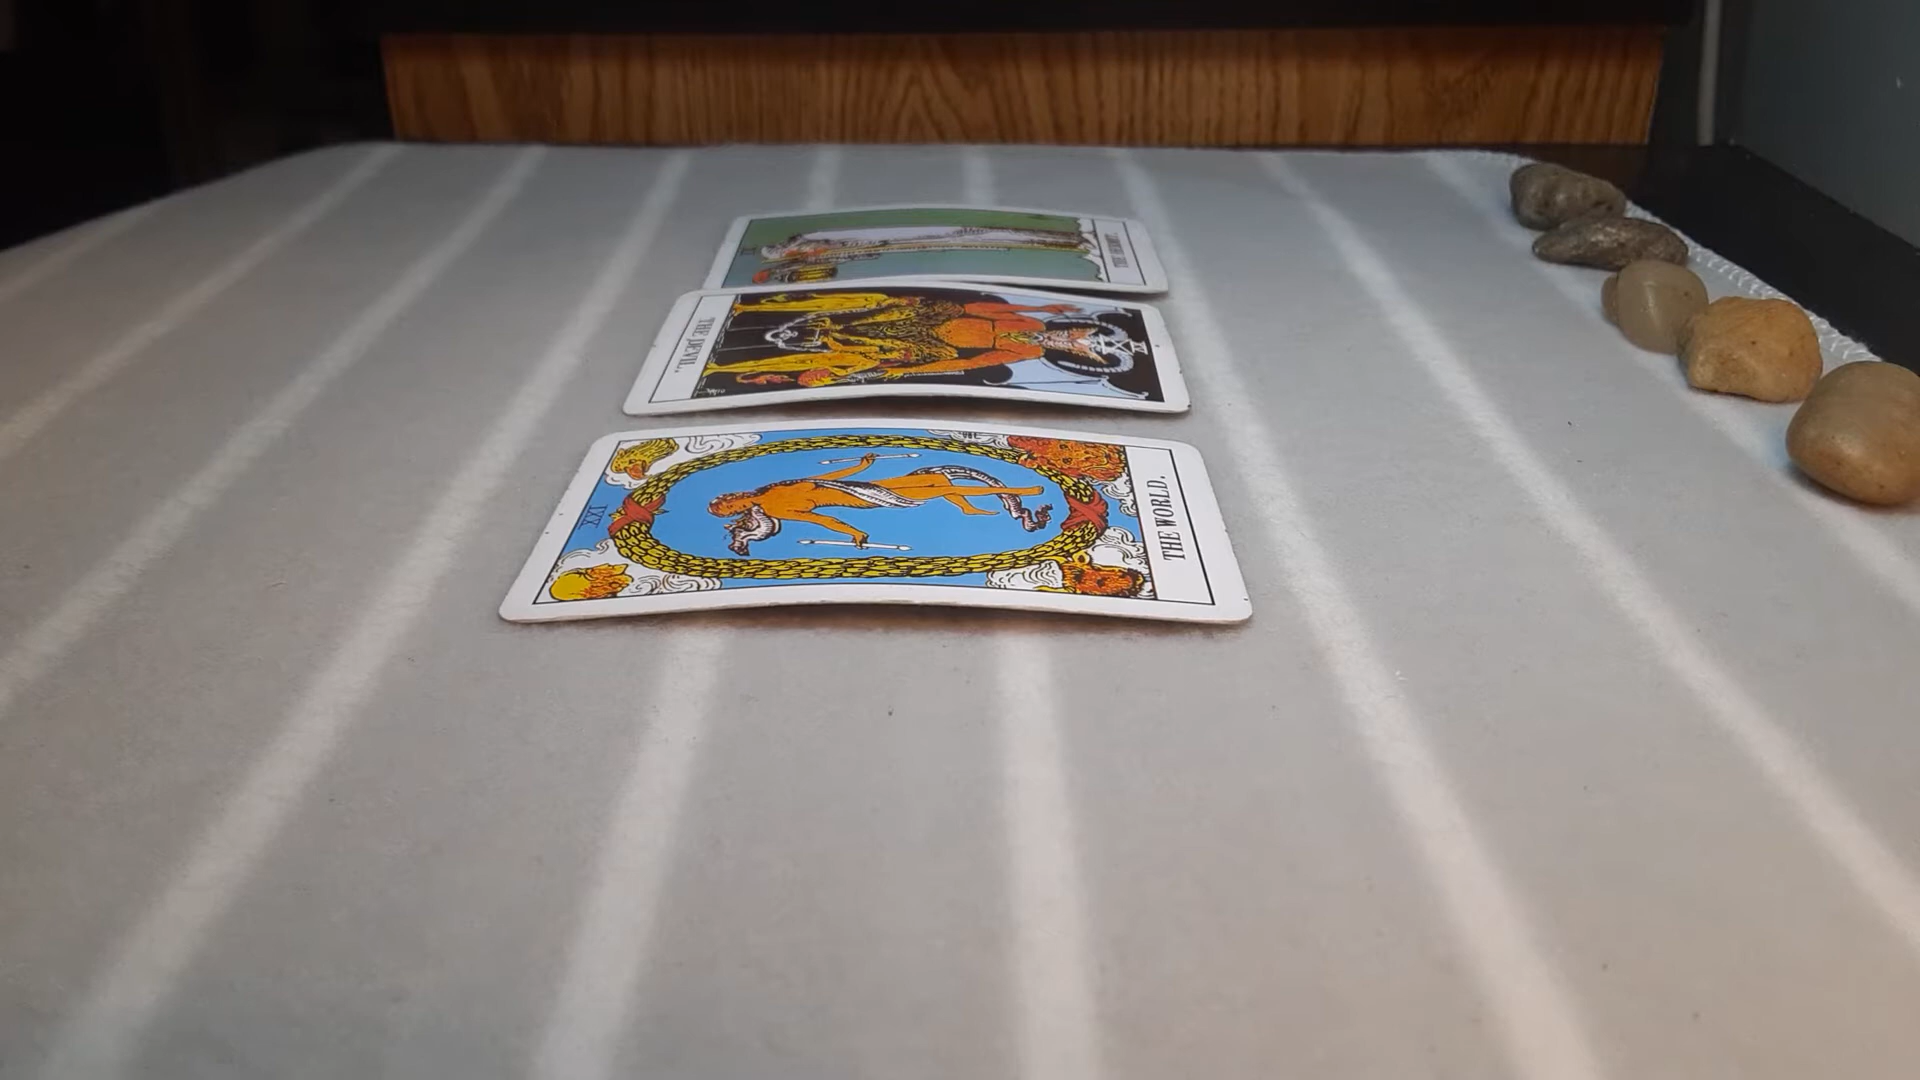 THE HERMIT.
THE DEVIL.
XV
XXI
THE WORLD.